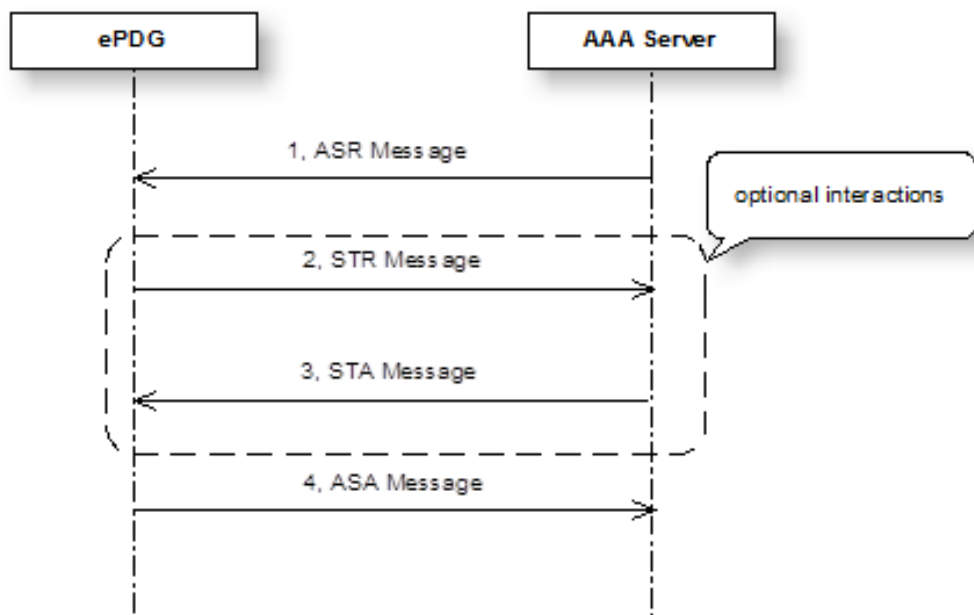 ePDG
AAA Server
1, ASR Message
optional interactions
2, STR Message
3, STA Message
4, ASA Message